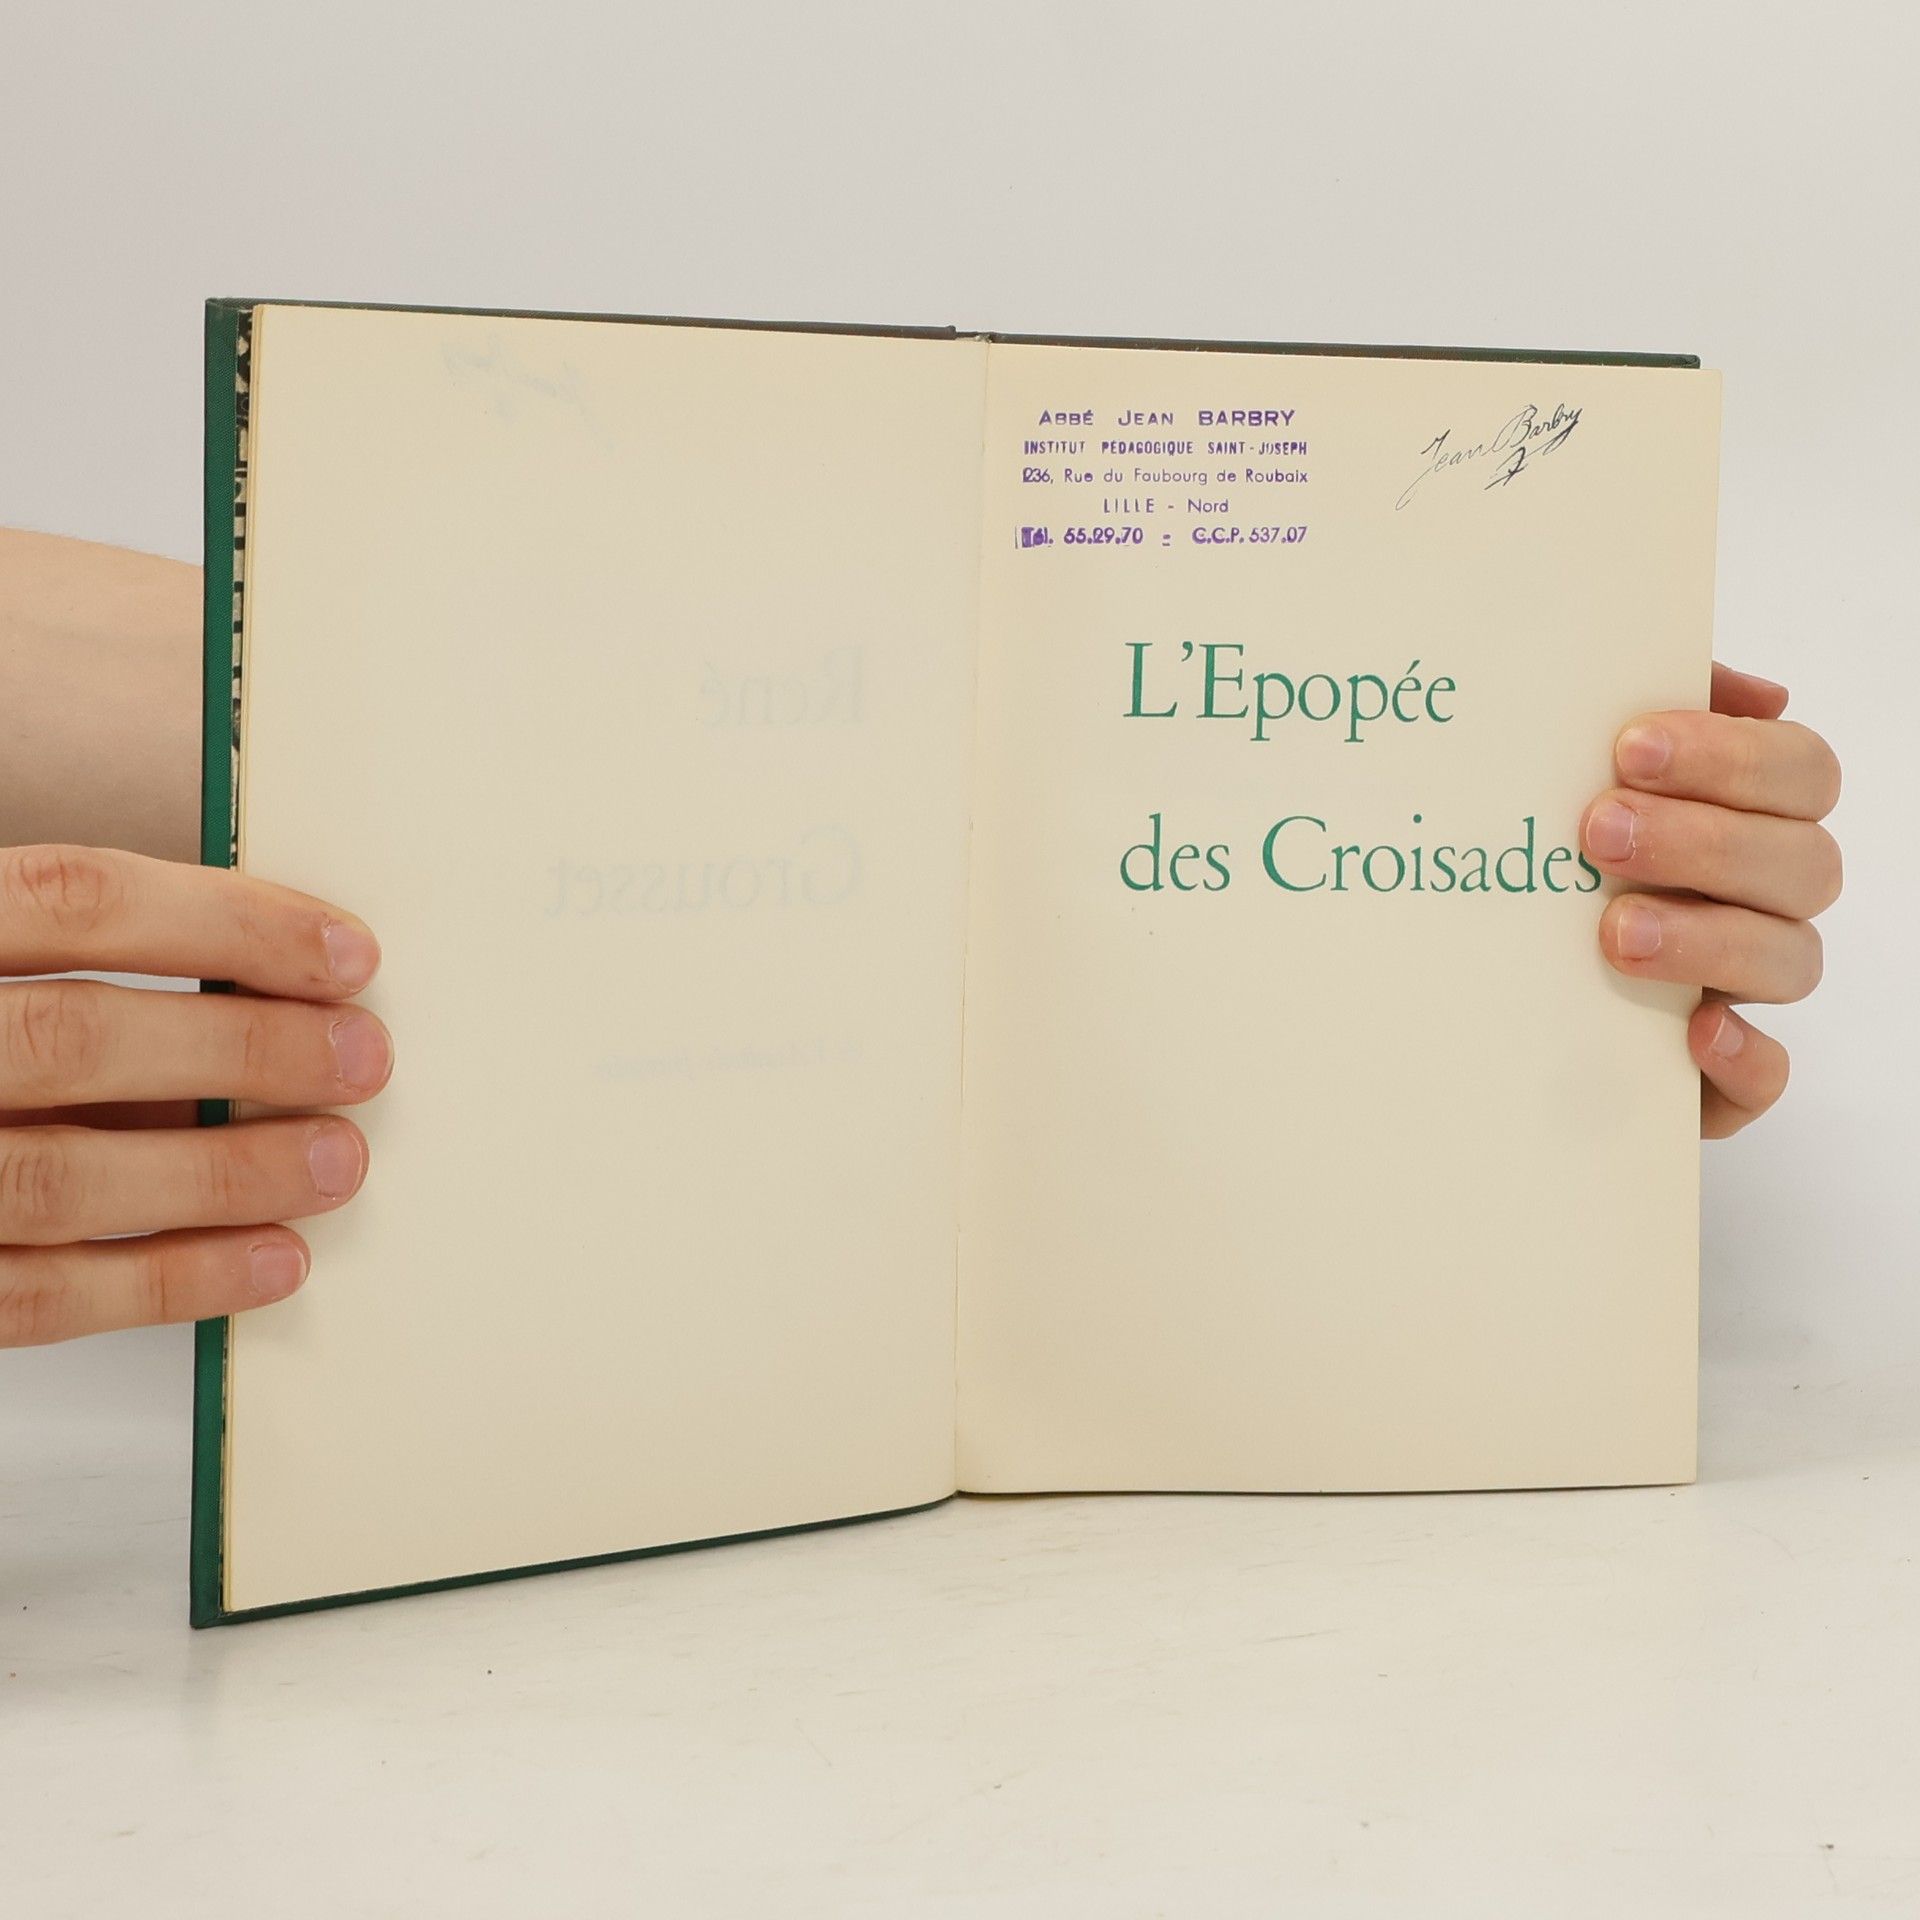 René
Grousset
ABBÉ JEAN BARBRY
INSTITUT PÉDAGOGIQUE SAINT-JOSEPH
236, Rue du Faubourg de Roubaix
LILLE - Nord
Tél. 55.29.70 - C.C.P. 537.07
Jean Barbry
L'Epopée
des Croisades